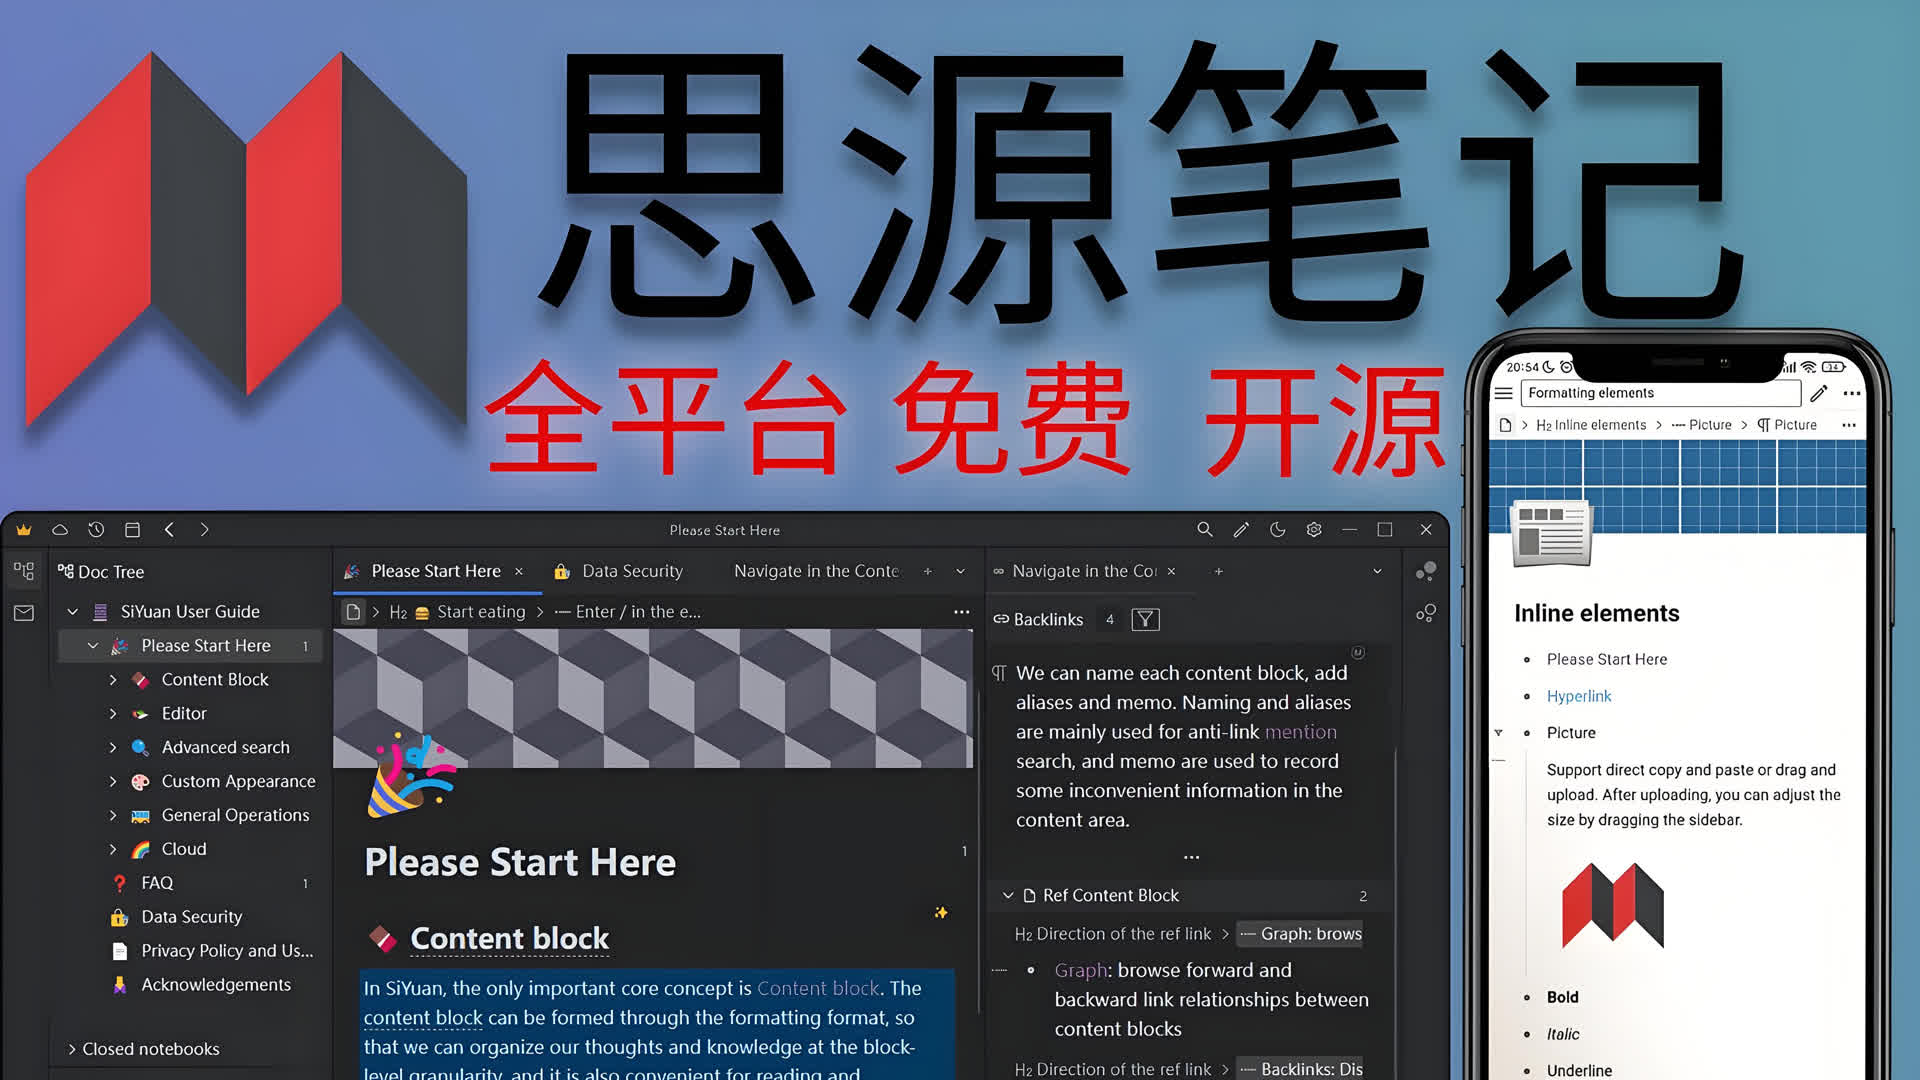 思源笔记
全平台 免费 开源
Please Start Here
Doc Tree
SiYuan User Guide
Please Start Here 1
Content Block
Editor
Advanced search
Custom Appearance
General Operations
Cloud
FAQ 1
Data Security
Privacy Policy and Us...
Acknowledgements
Closed notebooks
Please Start Here × Data Security Navigate in the Conte +
H2 Start eating > Enter / in the e... ...
Please Start Here 1
Content block
In SiYuan, the only important core concept is Content block. The
content block can be formed through the formatting format, so
that we can organize our thoughts and knowledge at the block-
level granularity, and it is also convenient for reading and
Navigate in the Co × +
Backlinks 4
We can name each content block, add
aliases and memo. Naming and aliases
are mainly used for anti-link mention
search, and memo are used to record
some inconvenient information in the
content area.
...
Ref Content Block 2
H2 Direction of the ref link > Graph: brows
• Graph: browse forward and
backward link relationships between
content blocks
H2 Direction of the ref link > Backlinks: Dis
20:54
Formatting elements
> H2 Inline elements > Picture > Picture ...
Inline elements
• Please Start Here
• Hyperlink
• Picture
Support direct copy and paste or drag and
upload. After uploading, you can adjust the
size by dragging the sidebar.
• Bold
• Italic
• Underline